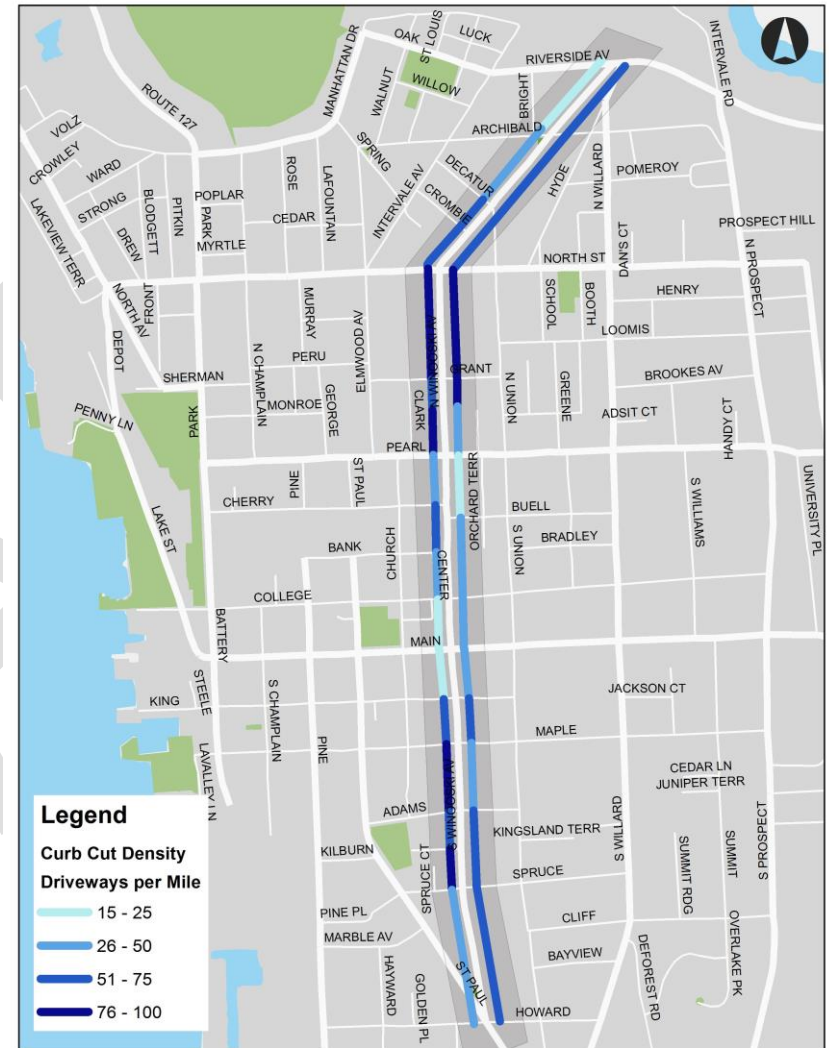 OAK
ST LOUIS
LUCK
INTERVALE RD
RIVERSIDE AV
MANHATTAN DR
WALNUT
WILLOW
BRIGHT
ROUTE 127
VOLZ
ARCHIBALD
CROWLEY
WARD
SPRING
N WILLARD
HYDE
POMEROY
ROSE
LAFOUNTAIN
INTERVALE AV
DECATUR
CROMBIE
LAKEVIEW TERR
STRONG
BLODGETT
PITKIN
POPLAR
PARK
CEDAR
DREW
MYRTLE
PROSPECT HILL
DAN'S CT
N PROSPECT
NORTH ST
NORTH AV
FRONT
SCHOOL
BOOTH
HENRY
DEPOT
MURRAY
ELMWOOD AV
N WINOOSKI AV
LOOMIS
N CHAMPLAIN
PERU
GRANT
SHERMAN
GEORGE
CLARK
N UNION
GREENE
BROOKES AV
MONROE
ADSIT CT
HANDY CT
PENNY LN
PARK
PEARL
ST PAUL
PINE
CHERRY
ORCHARD TERR
BUELL
S WILLIAMS
UNIVERSITY PL
LAKE ST
CHURCH
BANK
S UNION
BRADLEY
CENTER
COLLEGE
BATTERY
MAIN
STEELE
KING
S CHAMPLAIN
JACKSON CT
PINE
MAPLE
LAVALLEY LN
S WINOOSKI AV
CEDAR LN
JUNIPER TERR
ADAMS
KINGSLAND TERR
S WILLARD
S PROSPECT
KILBURN
SPRUCE CT
SPRUCE
SUMMIT RDG
SUMMIT
PINE PL
CLIFF
OVERLAKE PK
MARBLE AV
BAYVIEW
DEFOREST RD
HAYWARD
GOLDEN PL
ST PAUL
HOWARD
Legend
Curb Cut Density
Driveways per Mile
15 - 25
26 - 50
51 - 75
76 - 100